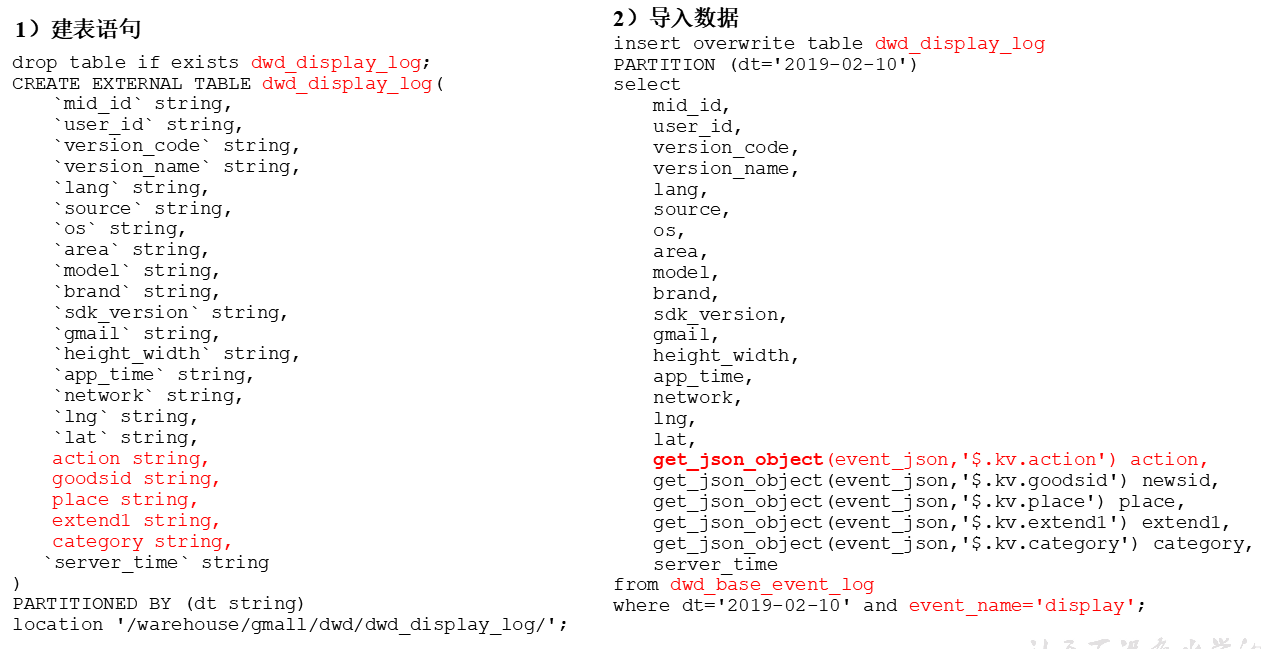 1）建表语句
drop table if exists dwd_display_log;
CREATE EXTERNAL TABLE dwd_display_log(
`mid_id` string,
`user_id` string,
`version_code` string,
`version_name` string,
`lang` string,
`source` string,
`os` string,
`area` string,
`model` string,
`brand` string,
`sdk_version` string,
`gmail` string,
`height_width` string,
`app_time` string,
`network` string,
`lng` string,
`lat` string,
action string,
goodsid string,
place string,
extend1 string,
category string,
`server_time` string
)
PARTITIONED BY (dt string)
location '/warehouse/gmall/dwd/dwd_display_log/';
2）导入数据
insert overwrite table dwd_display_log
PARTITION (dt='2019-02-10')
select
mid_id,
user_id,
version_code,
version_name,
lang,
source,
os,
area,
model,
brand,
sdk_version,
gmail,
height_width,
app_time,
network,
lng,
lat,
get_json_object(event_json,'$.kv.action') action,
get_json_object(event_json,'$.kv.goodsid') newsid,
get_json_object(event_json,'$.kv.place') place,
get_json_object(event_json,'$.kv.extend1') extend1,
get_json_object(event_json,'$.kv.category') category,
server_time
from dwd_base_event_log
where dt='2019-02-10' and event_name='display';